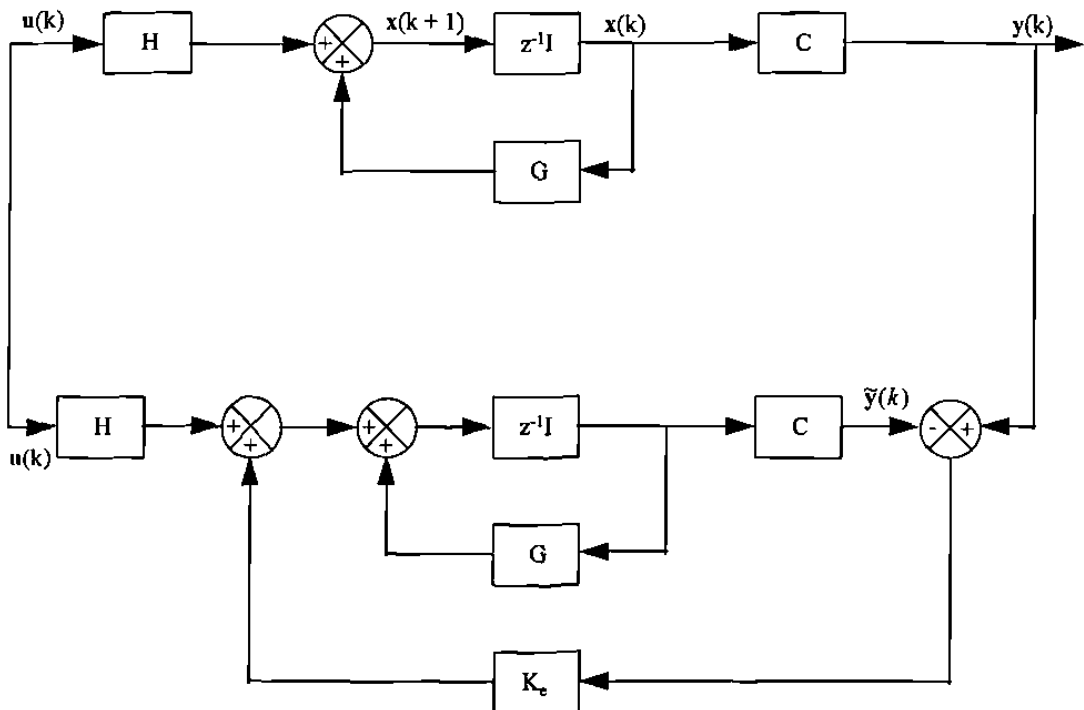 u(k) H + + x(k + 1) z⁻¹I x(k) C y(k)
G
H + + + + z⁻¹I C ỹ(k) - +
u(k)
G
Kₑ